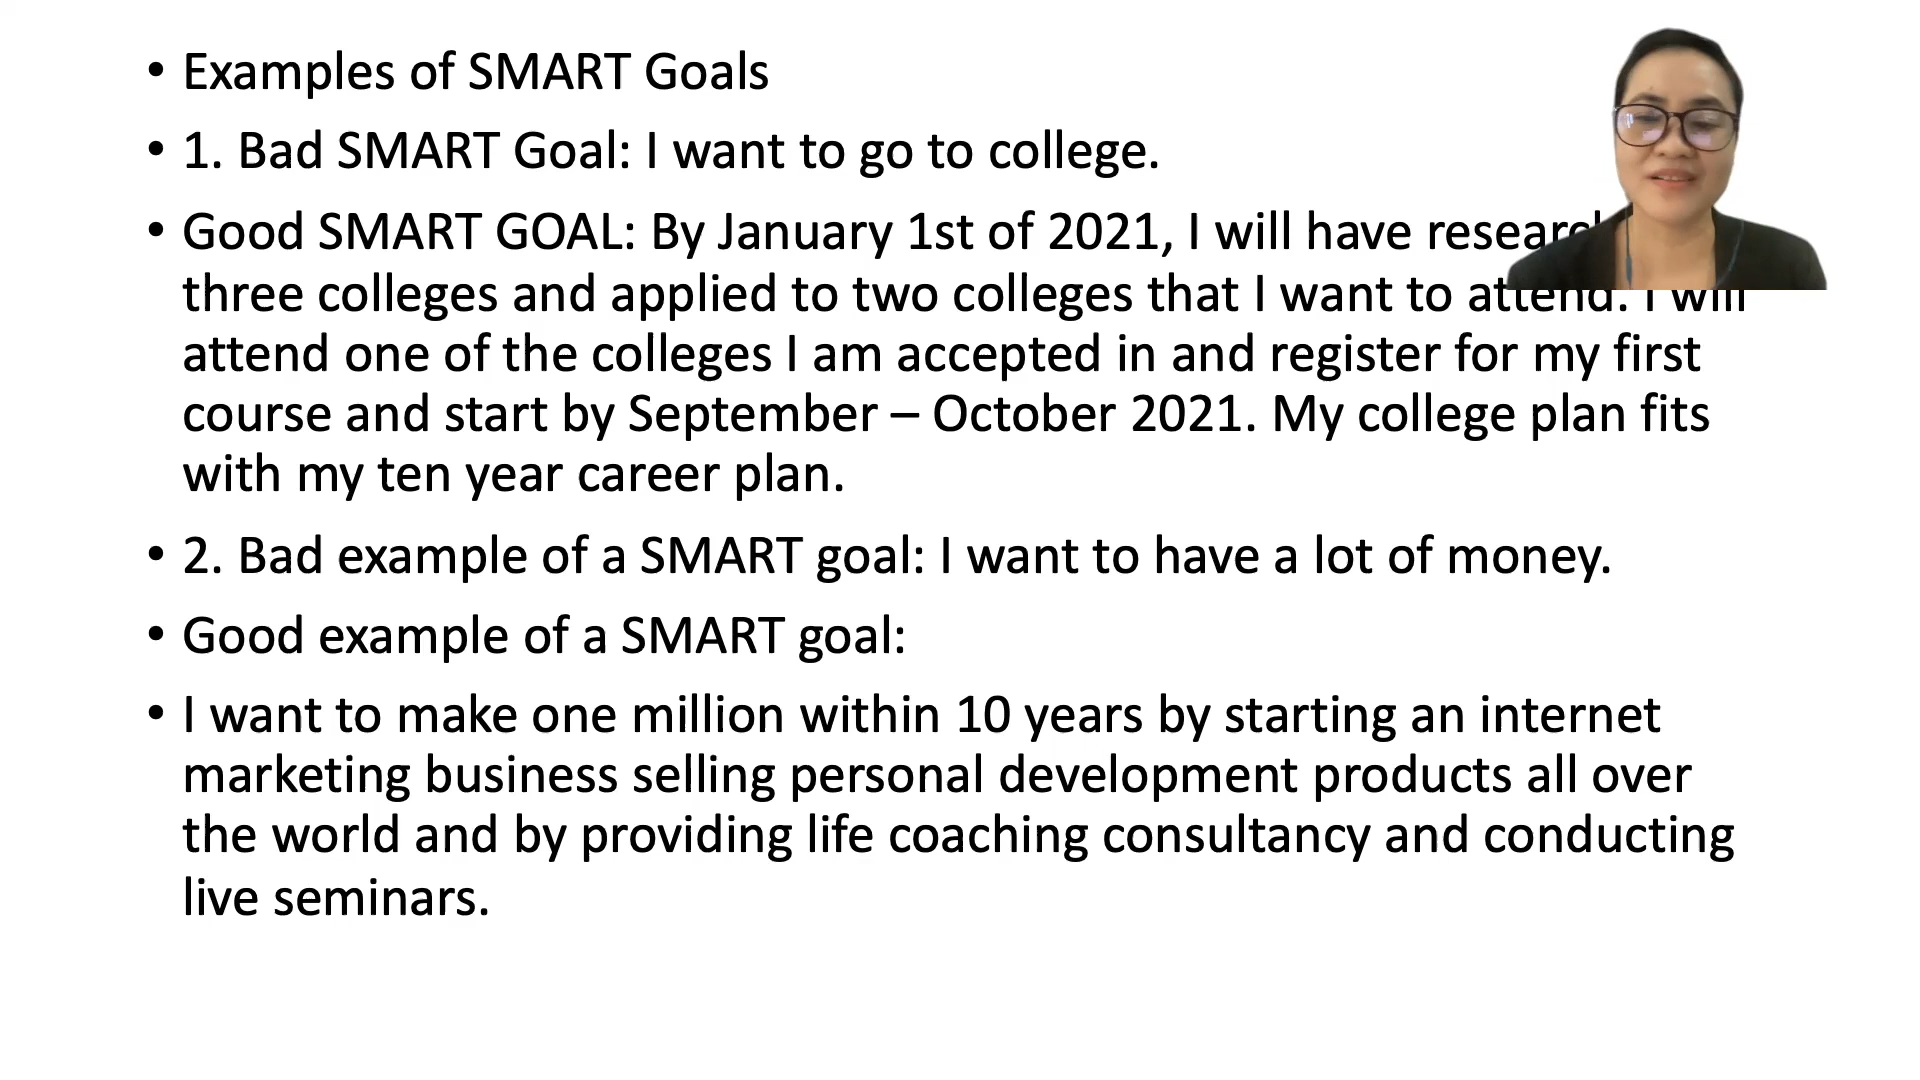 • Examples of SMART Goals
• 1. Bad SMART Goal: I want to go to college.
• Good SMART GOAL: By January 1st of 2021, I will have
three colleges and applied to two colleges that I want to attend. I will
attend one of the colleges I am accepted in and register for my first
course and start by September – October 2021. My college plan fits
with my ten year career plan.
• 2. Bad example of a SMART goal: I want to have a lot of money.
• Good example of a SMART goal:
• I want to make one million within 10 years by starting an internet
marketing business selling personal development products all over
the world and by providing life coaching consultancy and conducting
live seminars.